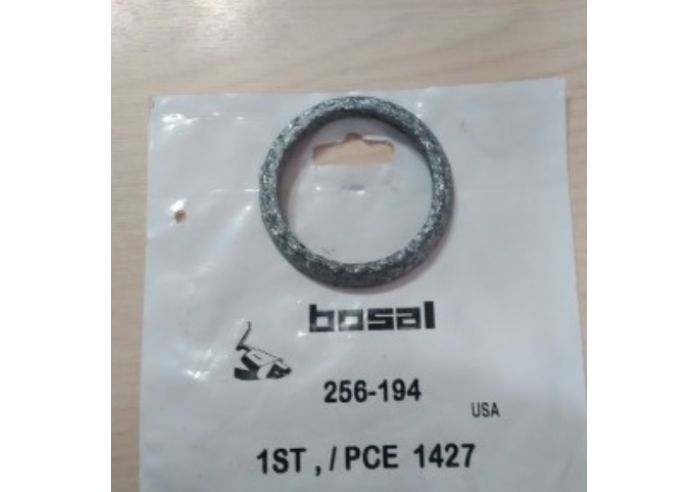 bosal
256-194
USA
1ST , / PCE 1427